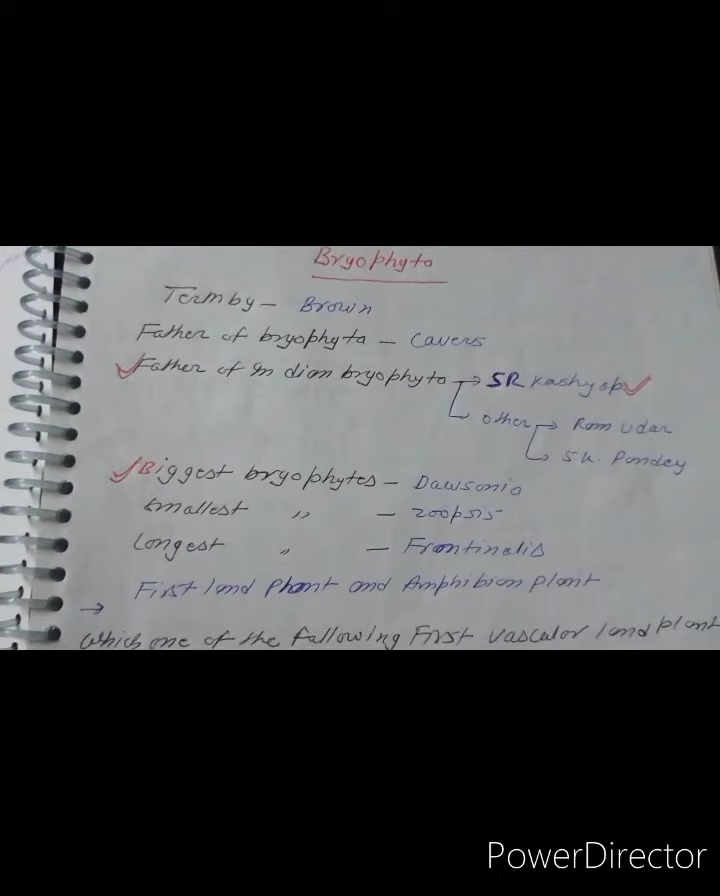 Bryophyta
Term by - Brown
Father of bryophyta - Cavers
Father of Indian bryophyta → SR Kashyap
other → Ram Udar
→ S.K. Pandey
Biggest bryophytes - Dawsonia
Smallest " - zoopsis
Longest " - Frontinalis
First land Plant and Amphibian plant
→
Which one of the fallowing First vascular land plant
PowerDirector